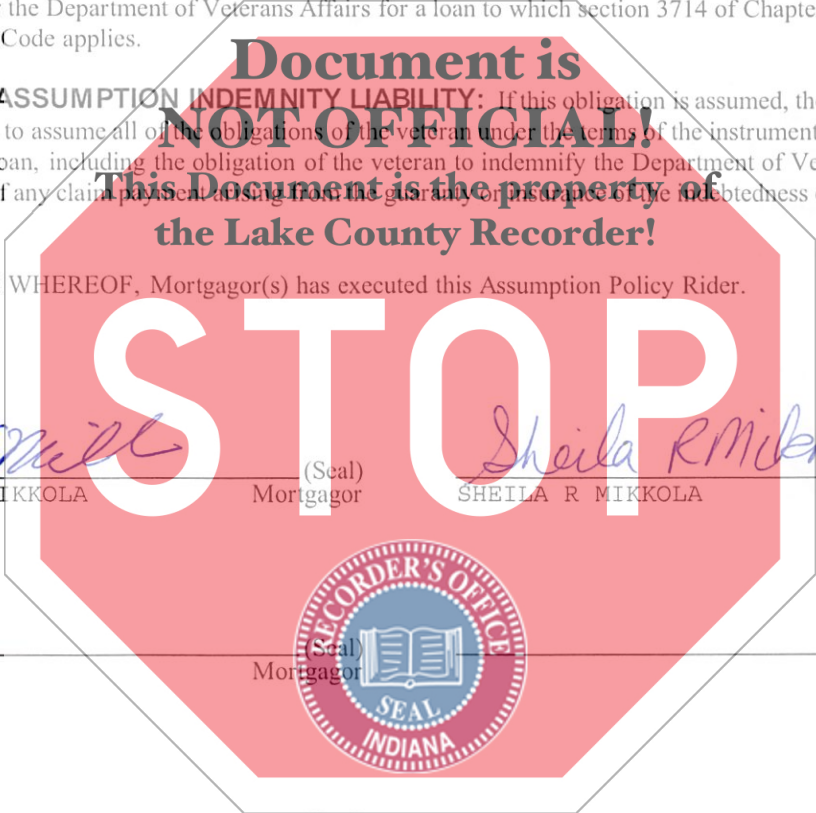 the Department of Veterans Affairs for a loan to which section 3714 of Chapte
Code applies.
Document is
ASSUMPTION INDEMNITY LIABILITY: If this obligation is assumed, th
NOT OFFICIAL!
to assume all of the obligations of the veteran under the terms of the instrument
oan, including the obligation of the veteran to indemnify the Department of Ve
This Document is the property of
f any claim payment arising from the guaranty or insurance of the indebtedness
the Lake County Recorder!
WHEREOF, Mortgagor(s) has executed this Assumption Policy Rider.
STOP
Sheila R Mikk
(Seal)
IKKOLA Mortgagor SHEILA R MIKKOLA
RECORDER'S OFFICE
(Seal)
Mortgagor
SEAL
INDIANA